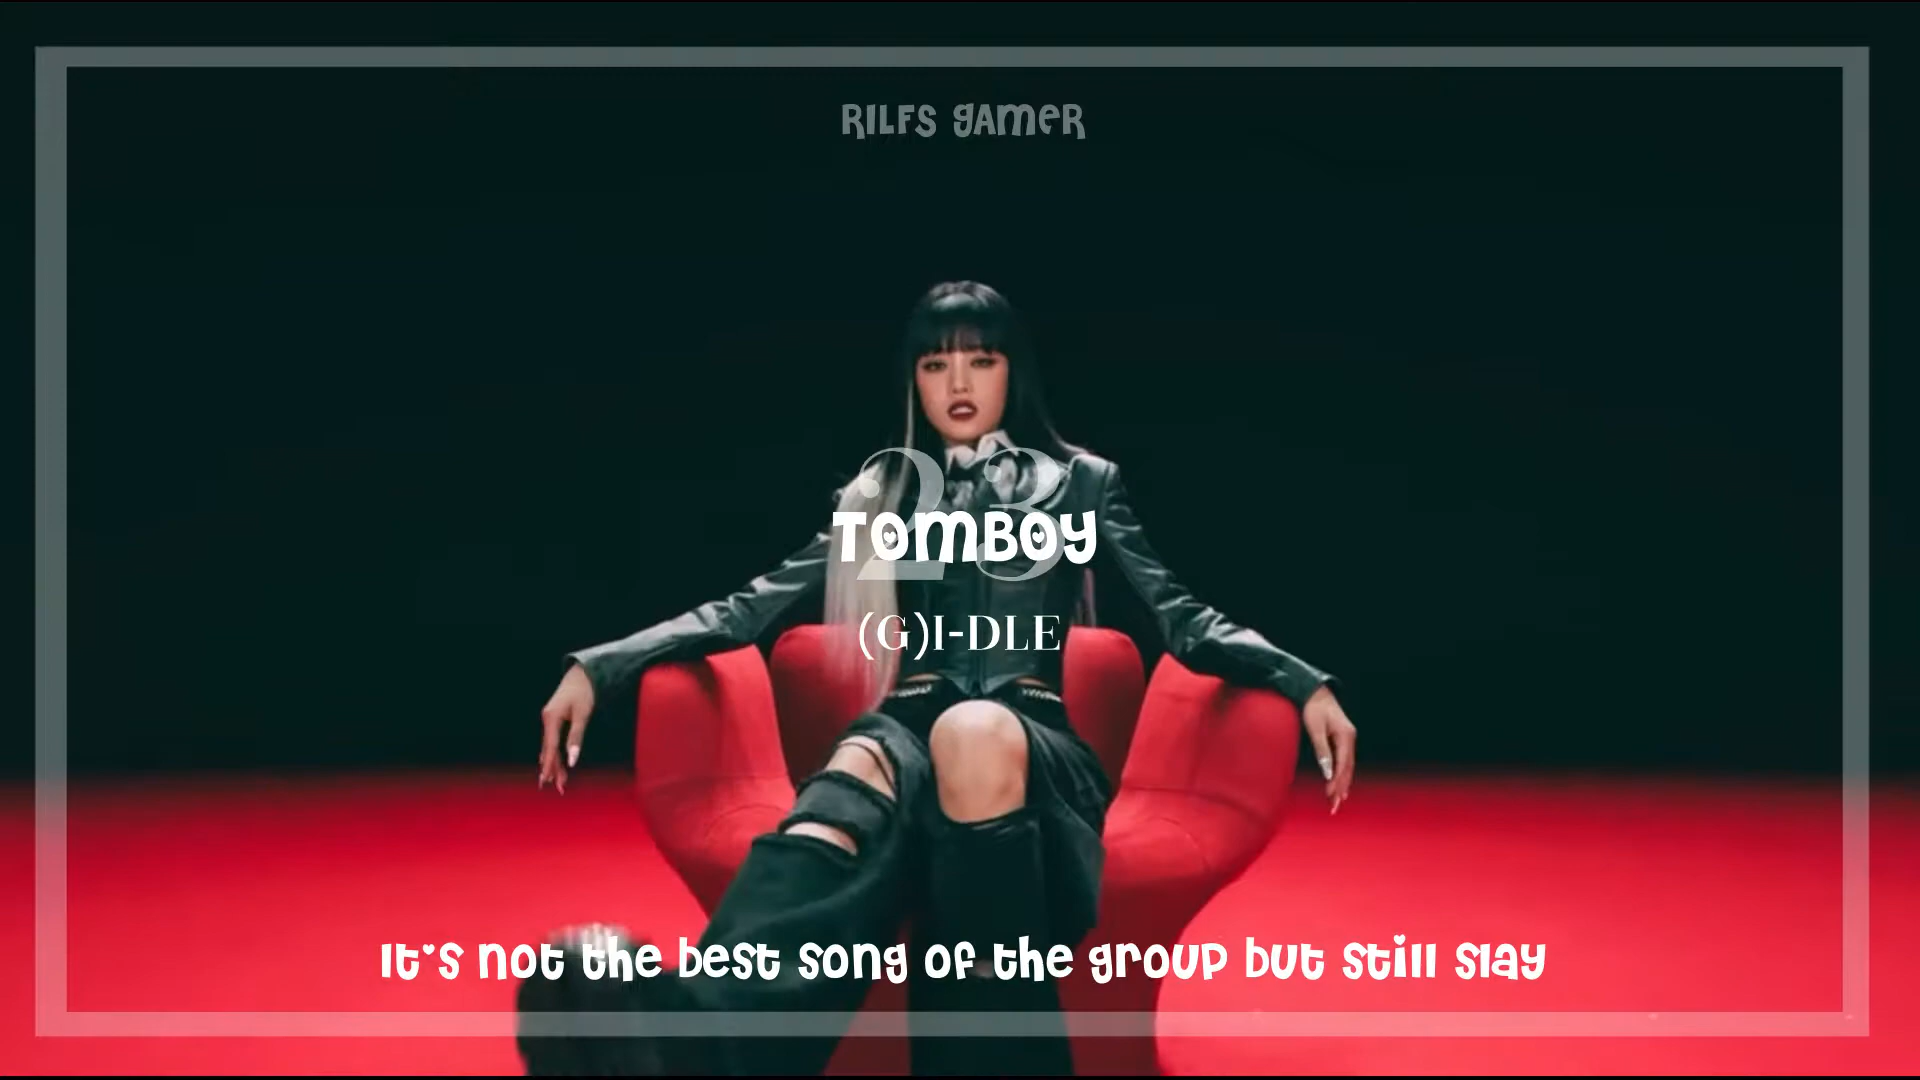 RILFS GAMER
23
TOMBOY
(G)I-DLE
It's not the best song of the group but still slay